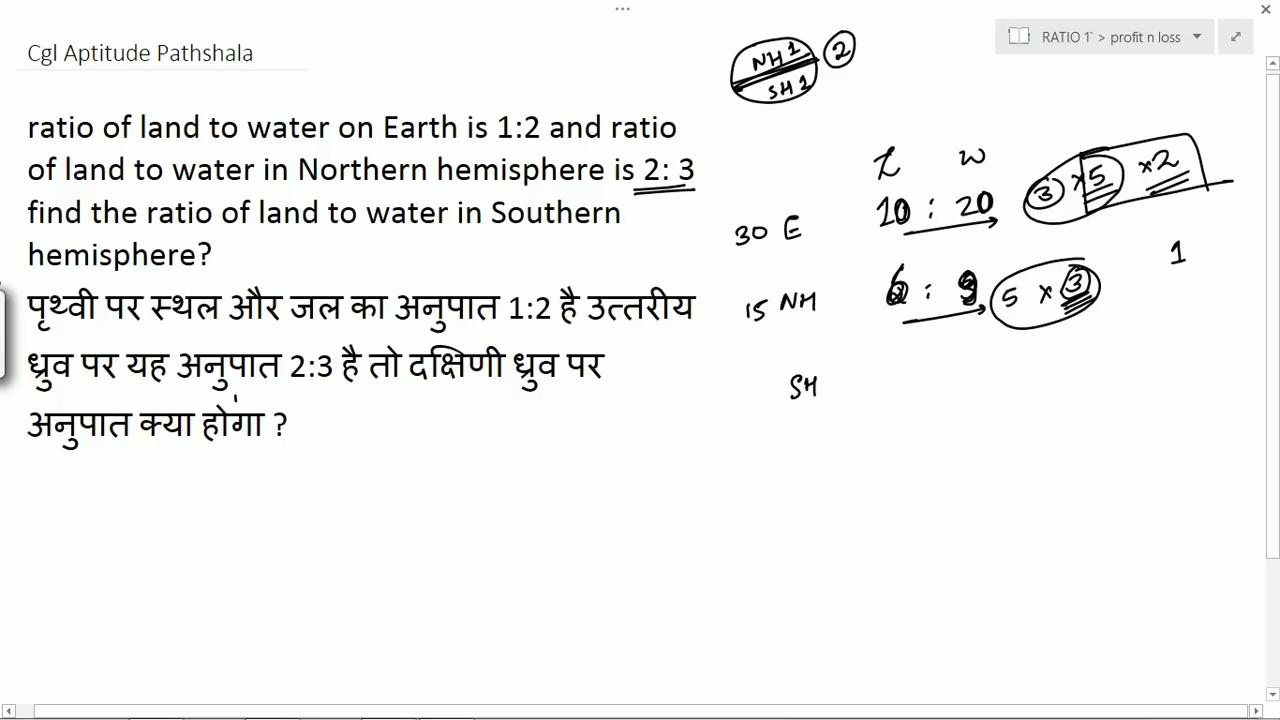 RATIO 1` > profit n loss
Cgl Aptitude Pathshala
NH 1
SH 1
2
ratio of land to water on Earth is 1:2 and ratio
of land to water in Northern hemisphere is 2: 3
find the ratio of land to water in Southern
hemisphere?
पृथ्वी पर स्थल और जल का अनुपात 1:2 है उत्तरीय
ध्रुव पर यह अनुपात 2:3 है तो दक्षिणी ध्रुव पर
अनुपात क्या होगा ?
L W
30 E 10 : 20 3 x 5 x 2
15 NH 6 : 9 5 x 3 1
SH